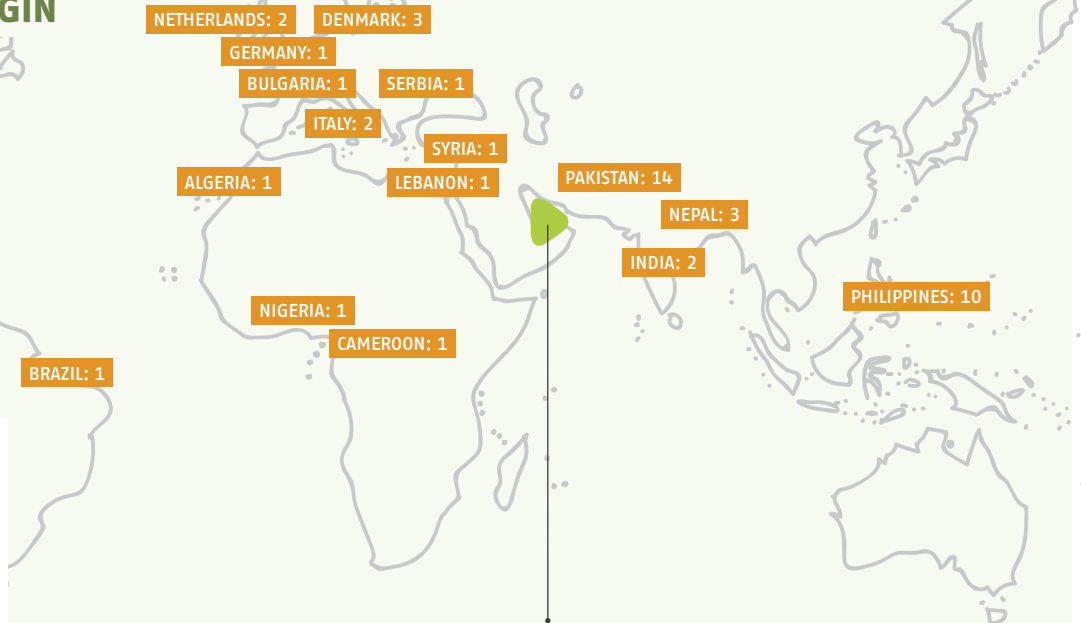 GIN
NETHERLANDS: 2
DENMARK: 3
GERMANY: 1
BULGARIA: 1
SERBIA: 1
ITALY: 2
SYRIA: 1
ALGERIA: 1
LEBANON: 1
PAKISTAN: 14
NEPAL: 3
INDIA: 2
PHILIPPINES: 10
NIGERIA: 1
CAMEROON: 1
BRAZIL: 1